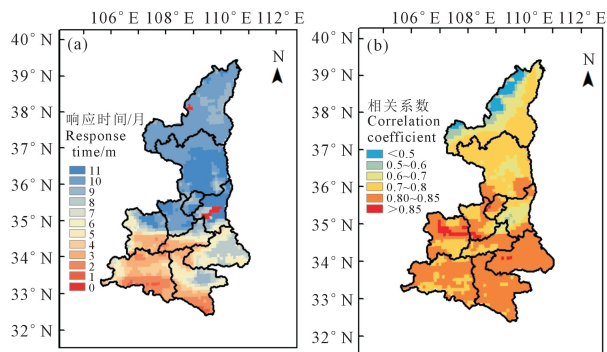 106° E 108° E 110° E
106° E 108° E 110° E
40° N
39° N
38° N
37° N
36° N
35° N
34° N
33° N
32° N
(a)
N
响应时间/月
Response
time/m
11
10
9
8
7
6
5
4
3
2
1
0
40° N
39° N
38° N
37° N
36° N
35° N
34° N
33° N
32° N
(b)
N
相关系数
Correlation
coefficient
<0.5
0.5~0.6
0.6~0.7
0.7~0.8
0.80~0.85
>0.85